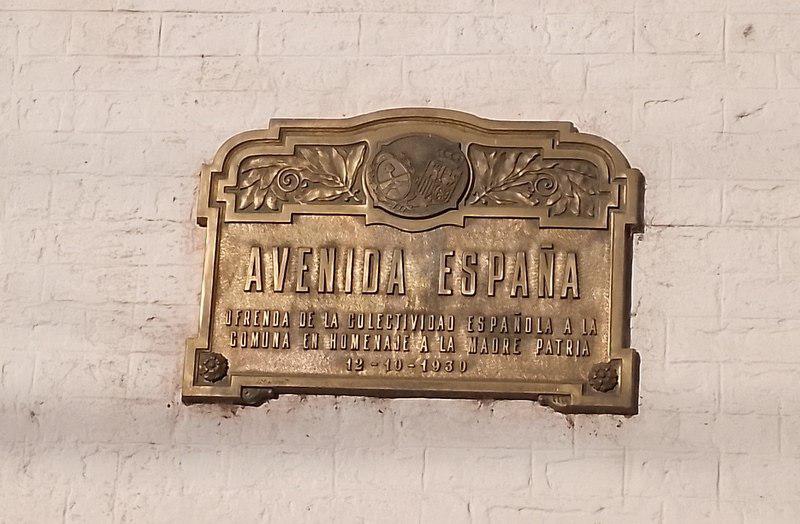 AVENIDA ESPAÑA
OFRENDA DE LA COLECTIVIDAD ESPAÑOLA A LA
COMUNA EN HOMENAJE A LA MADRE PATRIA
12-10-1930